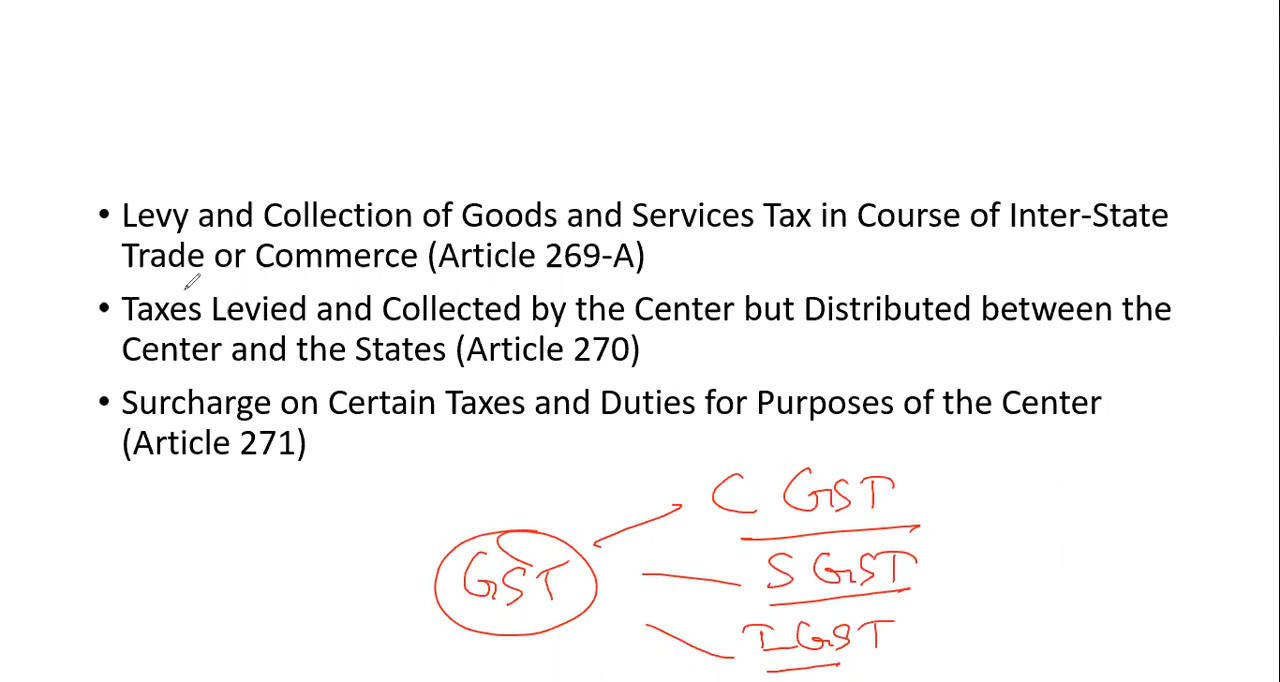 • Levy and Collection of Goods and Services Tax in Course of Inter-State
Trade or Commerce (Article 269-A)
• Taxes Levied and Collected by the Center but Distributed between the
Center and the States (Article 270)
• Surcharge on Certain Taxes and Duties for Purposes of the Center
(Article 271)
C GST
GST
S GST
I GST